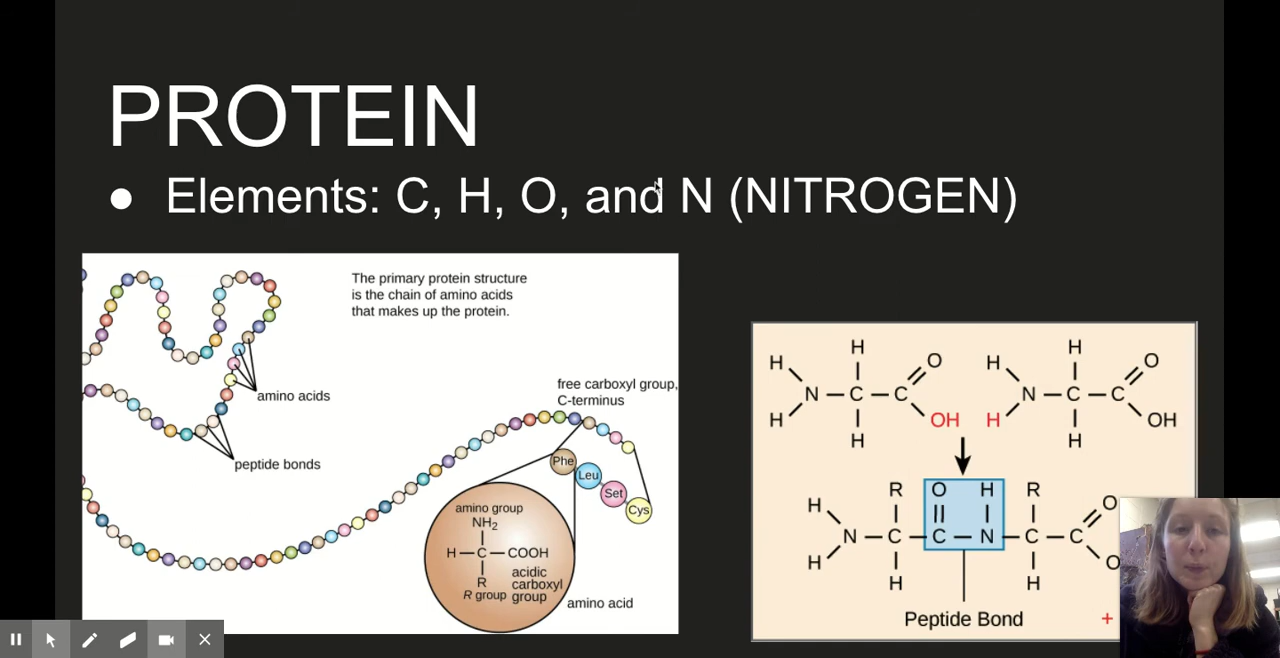 PROTEIN
● Elements: C, H, O, and N (NITROGEN)
The primary protein structure
is the chain of amino acids
that makes up the protein.
amino acids
peptide bonds
free carboxyl group,
C-terminus
Phe
Leu
Set
Cys
amino group
NH₂
H—C—COOH
R
R group
acidic
carboxyl
group
amino acid
H H O H H O
H N — C — C OH H N — C — C OH
H H
H R O H R O
N — C — C — N — C — C
H H H O
Peptide Bond
+